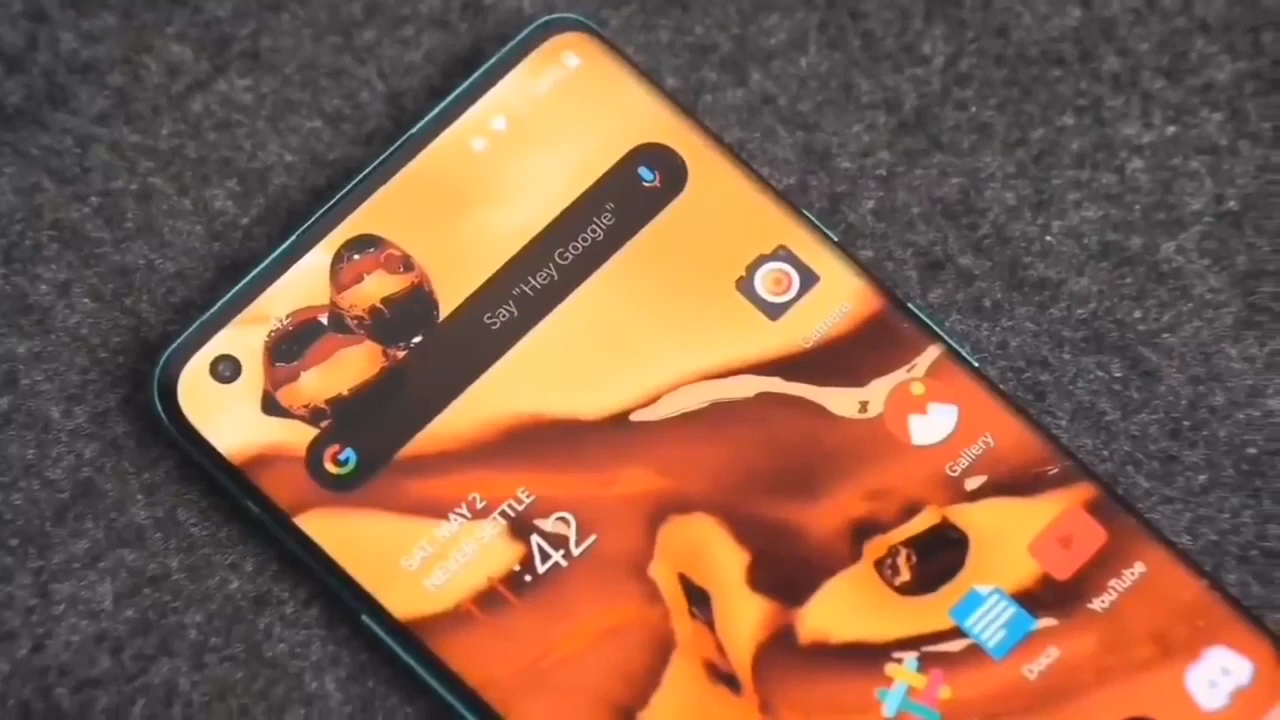 Say "Hey Google"
SAT, MAY 2
NEVER SETTLE
:42
Camera
Gallery
YouTube
Docs